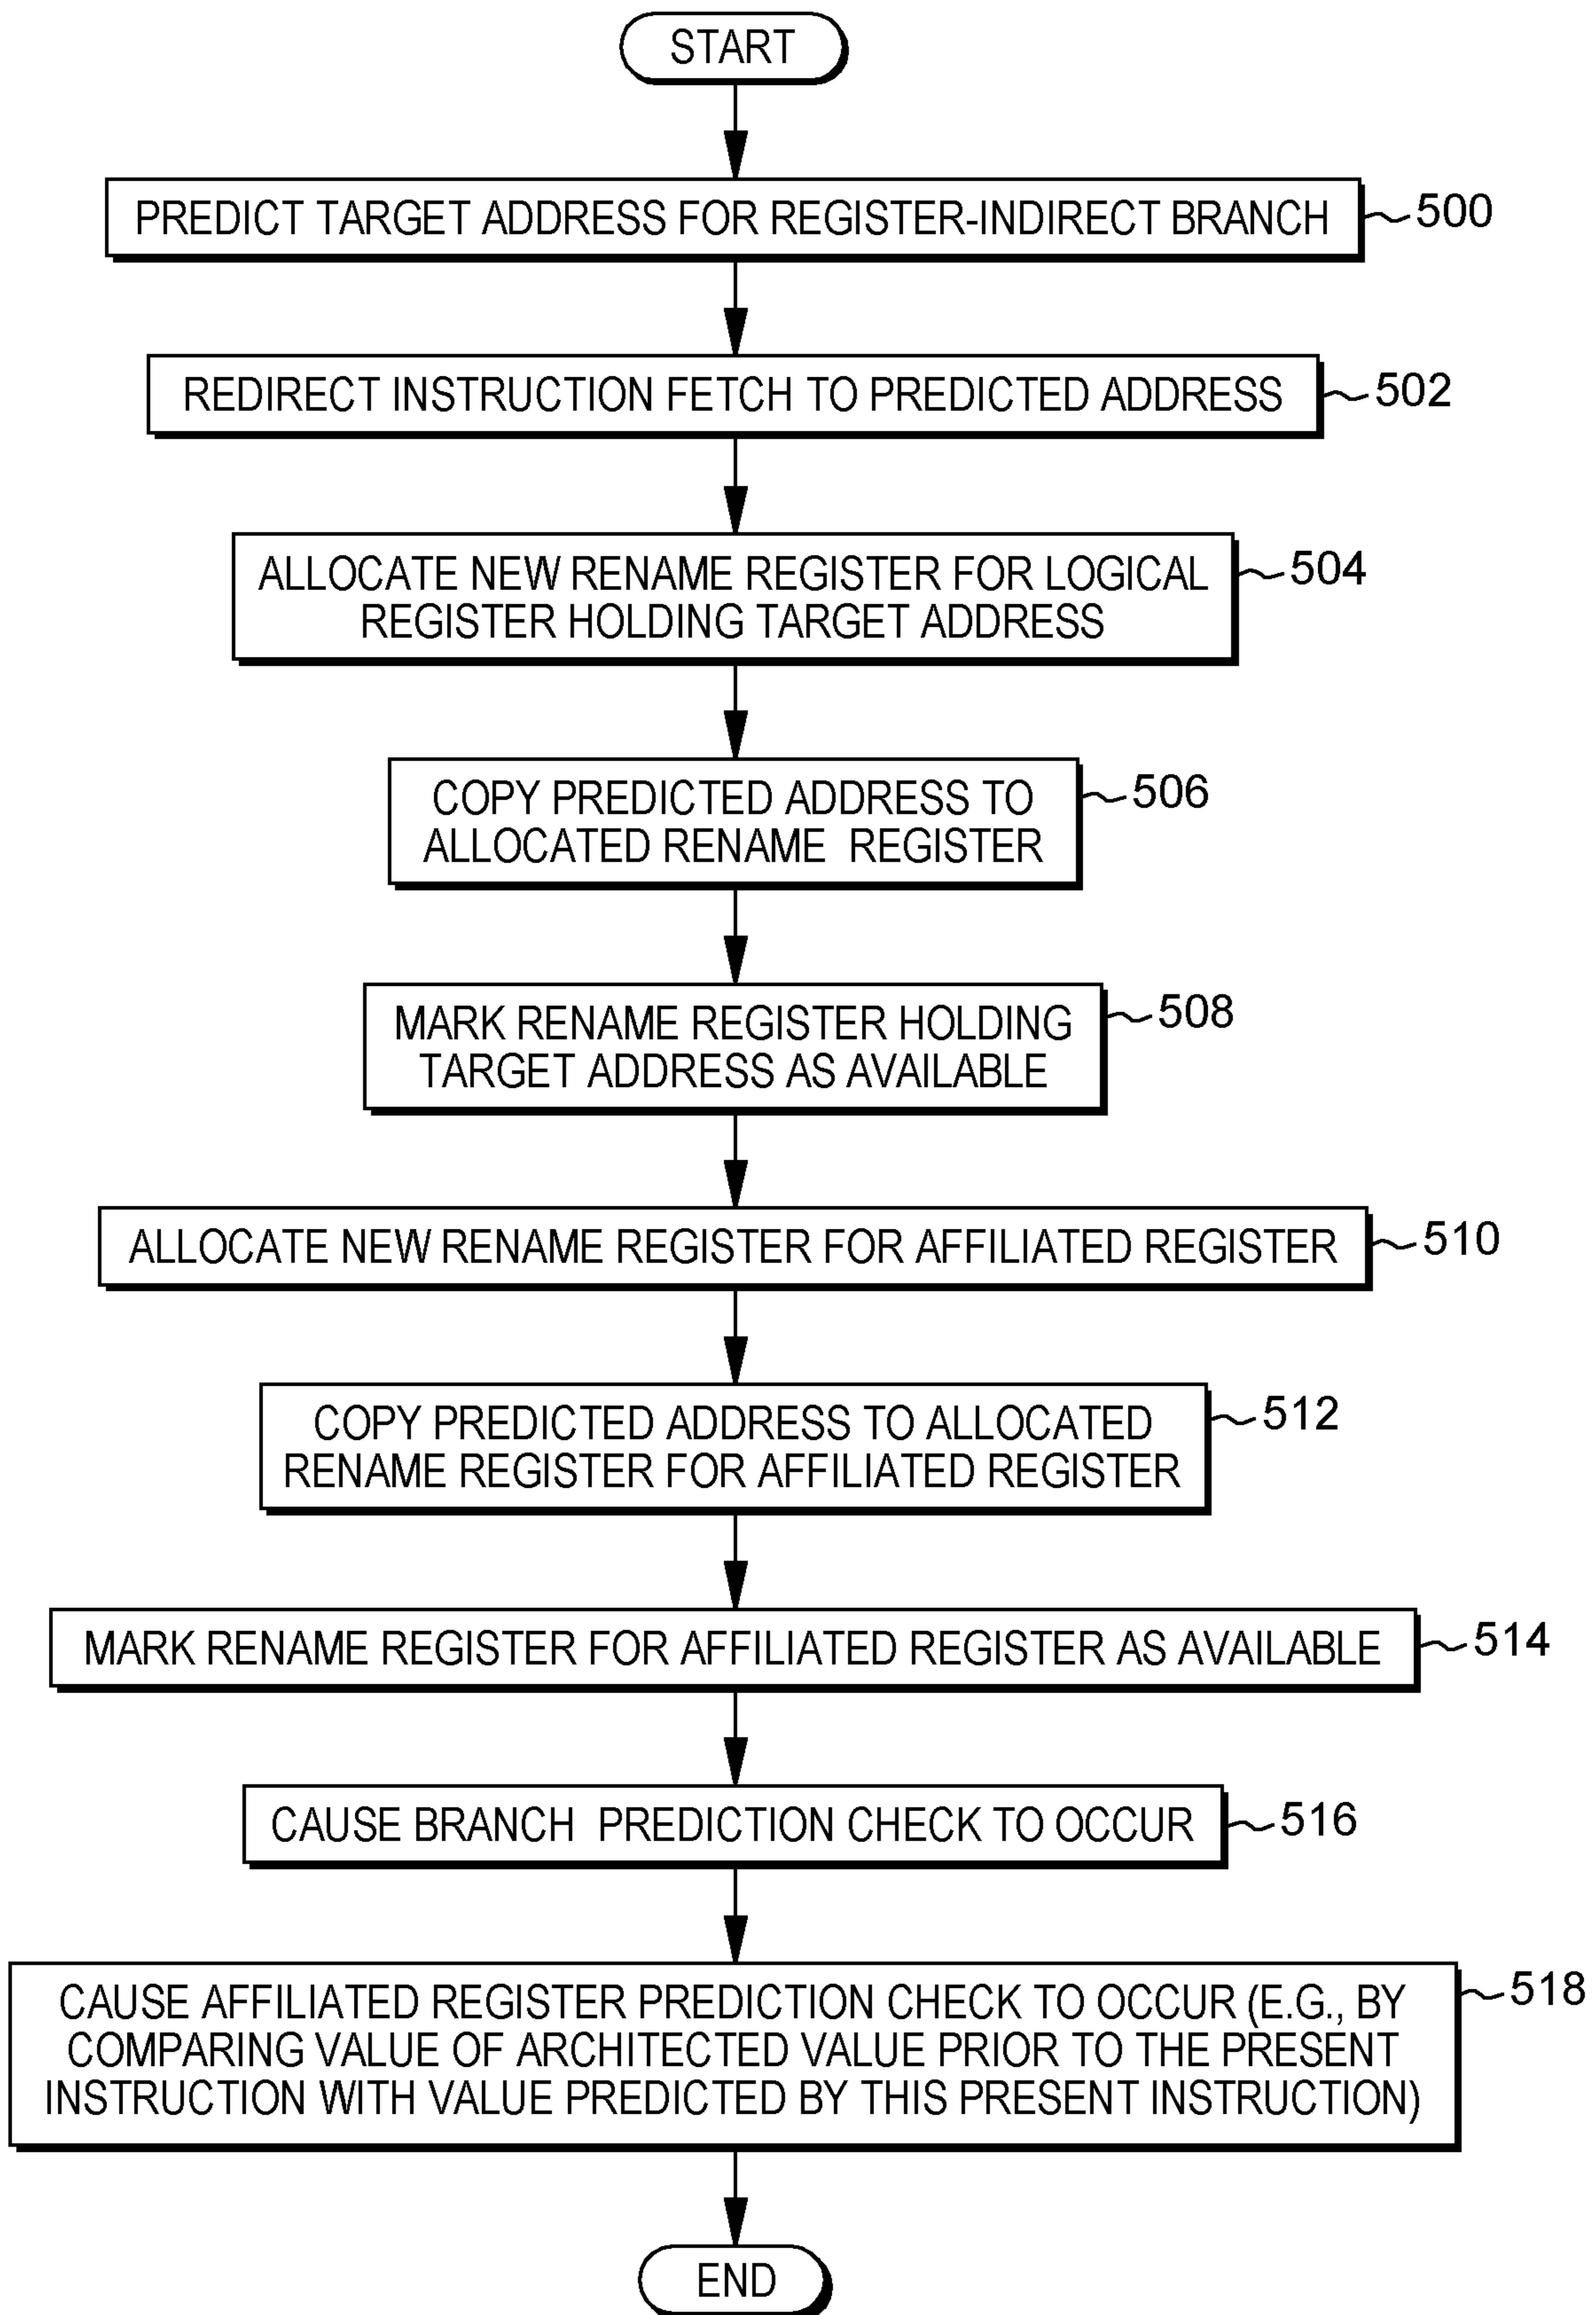 START
PREDICT TARGET ADDRESS FOR REGISTER-INDIRECT BRANCH
500
REDIRECT INSTRUCTION FETCH TO PREDICTED ADDRESS
502
ALLOCATE NEW RENAME REGISTER FOR LOGICAL
REGISTER HOLDING TARGET ADDRESS
504
COPY PREDICTED ADDRESS TO
ALLOCATED RENAME REGISTER
506
MARK RENAME REGISTER HOLDING
TARGET ADDRESS AS AVAILABLE
508
ALLOCATE NEW RENAME REGISTER FOR AFFILIATED REGISTER
510
COPY PREDICTED ADDRESS TO ALLOCATED
RENAME REGISTER FOR AFFILIATED REGISTER
512
MARK RENAME REGISTER FOR AFFILIATED REGISTER AS AVAILABLE
514
CAUSE BRANCH PREDICTION CHECK TO OCCUR
516
CAUSE AFFILIATED REGISTER PREDICTION CHECK TO OCCUR (E.G., BY
COMPARING VALUE OF ARCHITECTED VALUE PRIOR TO THE PRESENT
INSTRUCTION WITH VALUE PREDICTED BY THIS PRESENT INSTRUCTION)
518
END